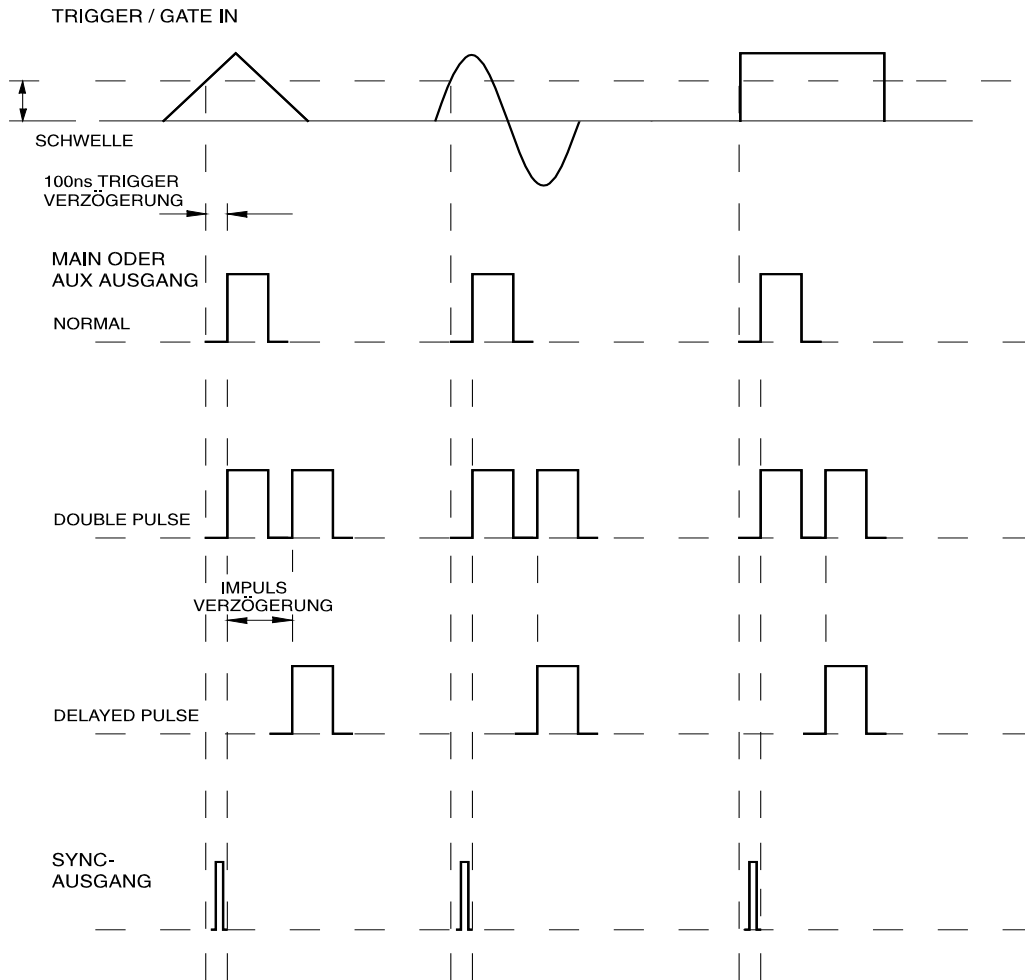 TRIGGER / GATE IN
SCHWELLE
100ns TRIGGER
VERZÖGERUNG
MAIN ODER
AUX AUSGANG
NORMAL
DOUBLE PULSE
IMPULS
VERZÖGERUNG
DELAYED PULSE
SYNC-
AUSGANG